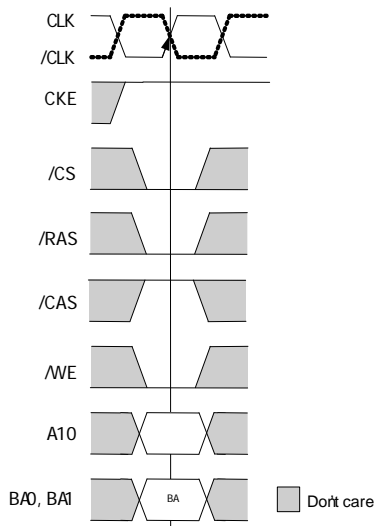 CLK
/CLK
CKE
/CS
/RAS
/CAS
/WE
A10
BA0, BA1 BA
Don't care